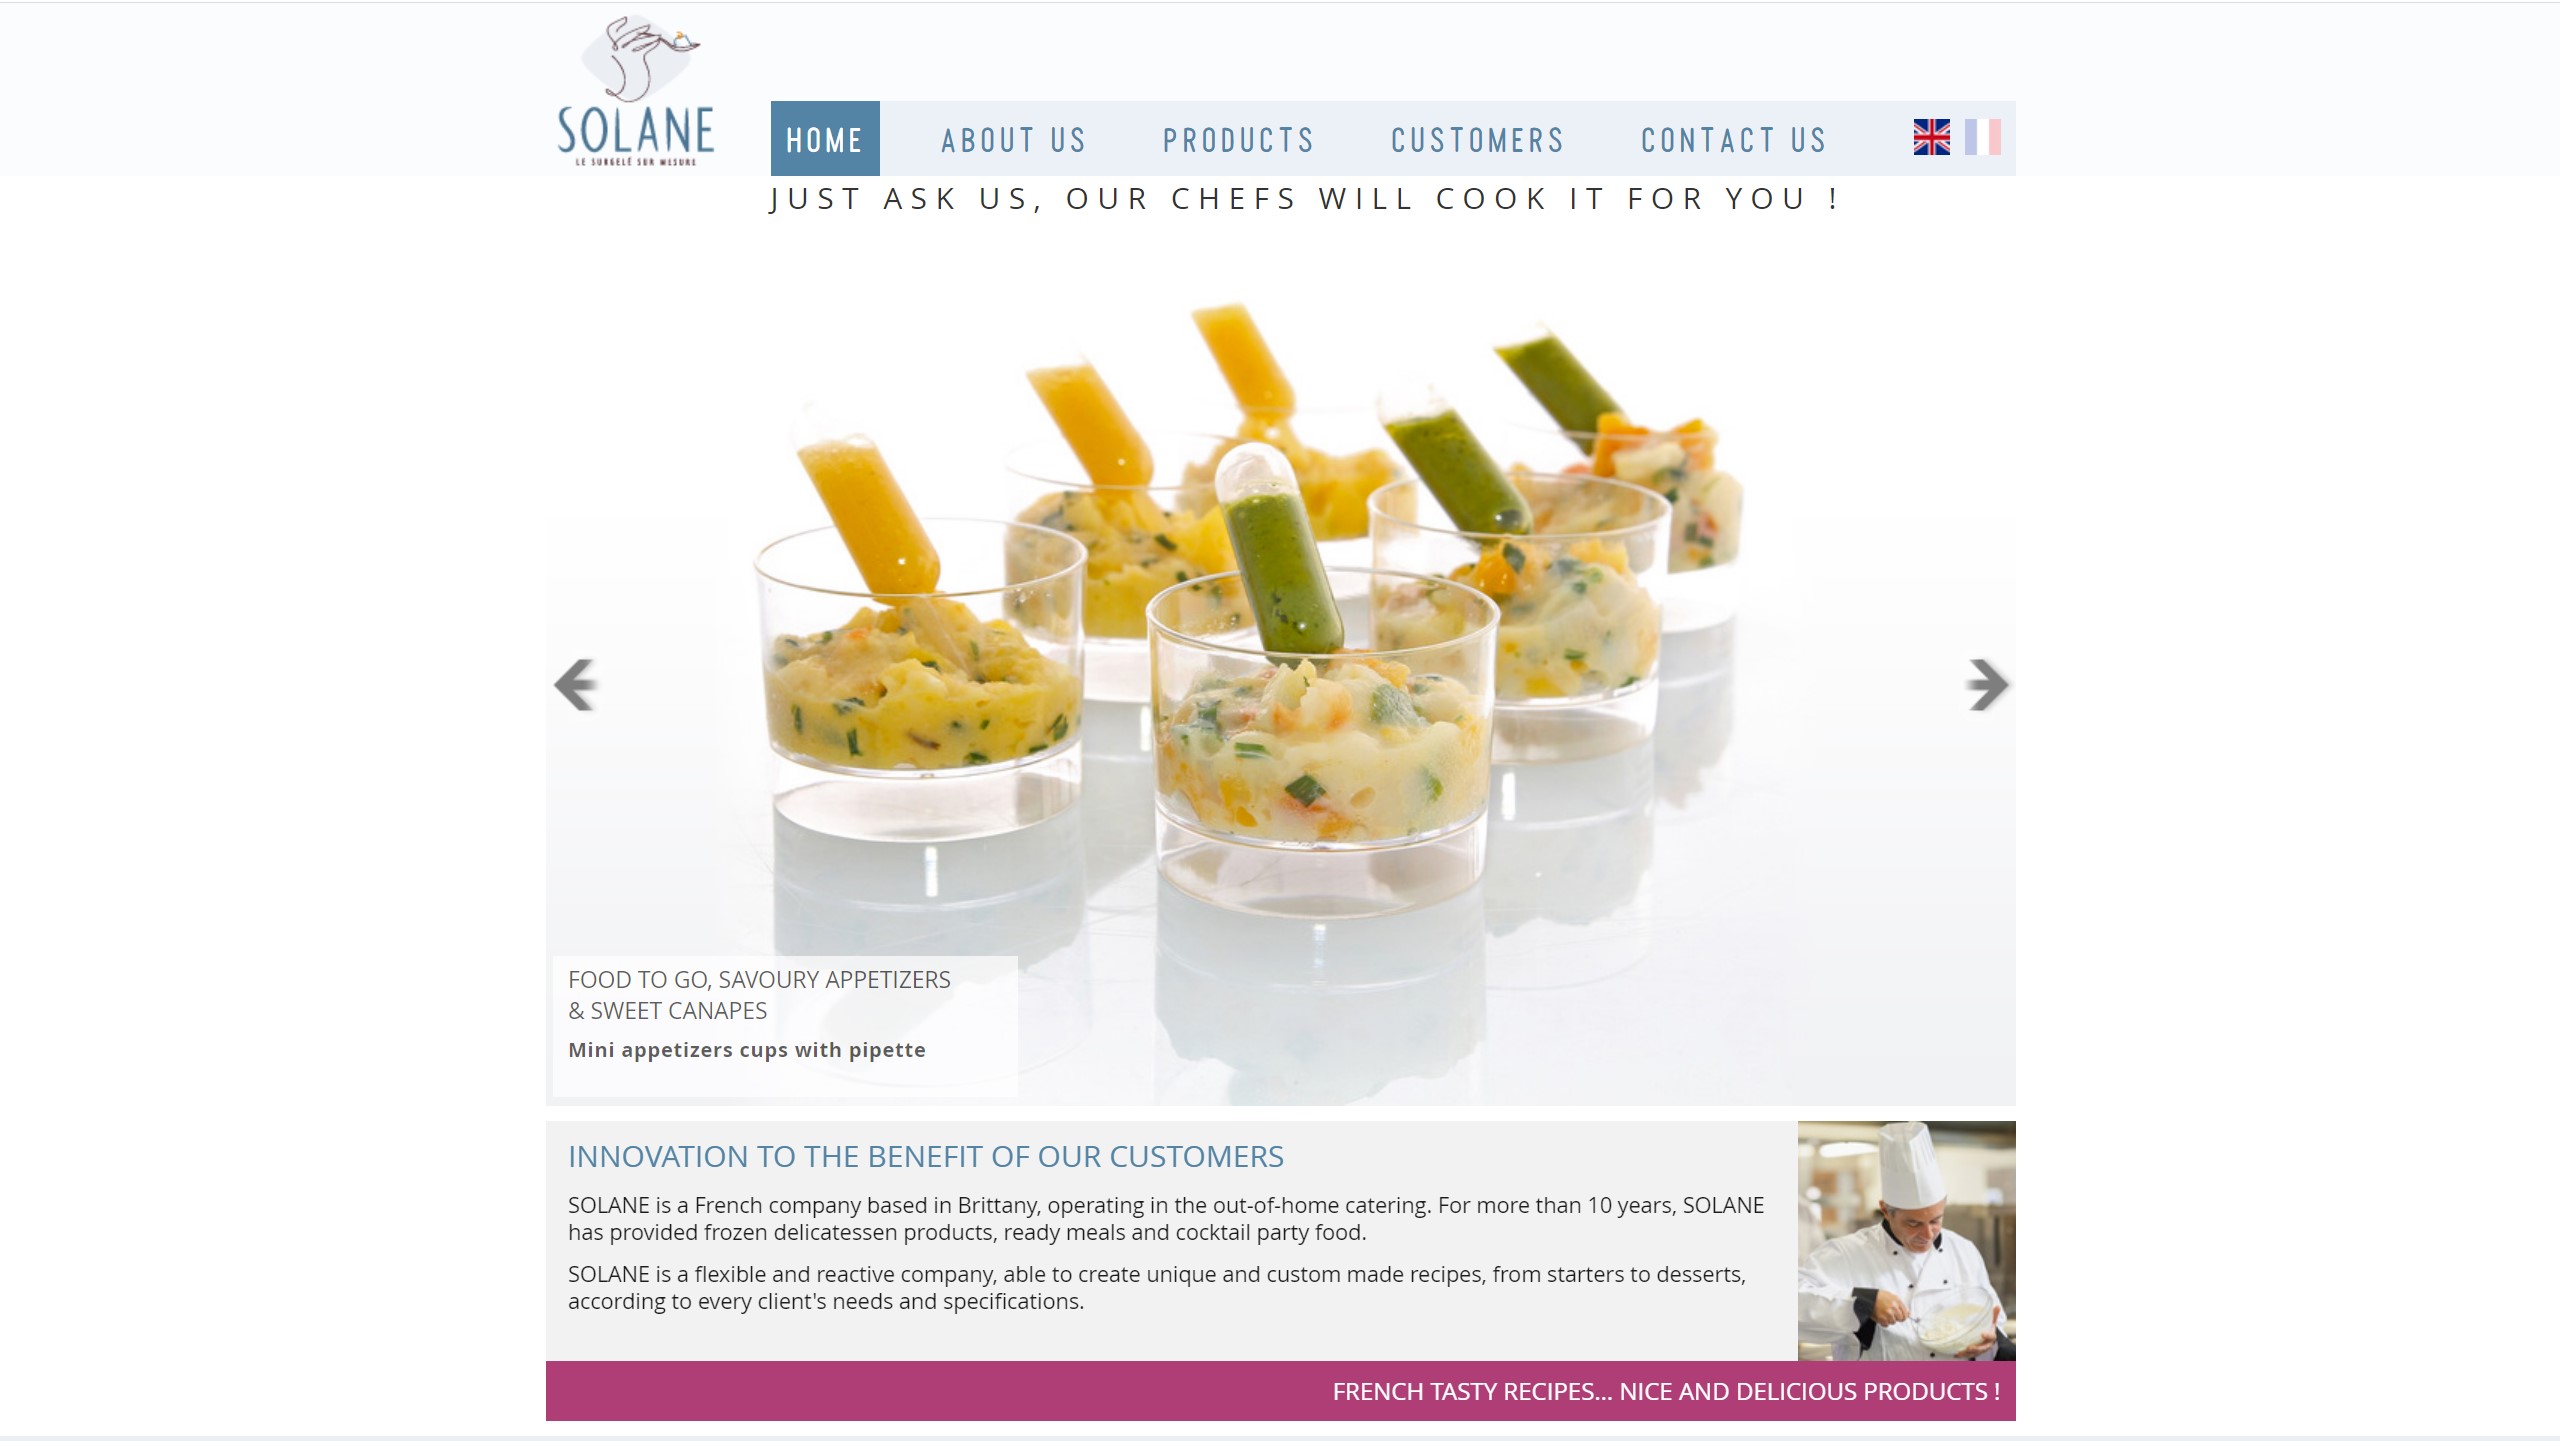 SOLANE
LE SURGELÉ SUR MESURE
HOME
ABOUT US
PRODUCTS
CUSTOMERS
CONTACT US
JUST ASK US, OUR CHEFS WILL COOK IT FOR YOU !
FOOD TO GO, SAVOURY APPETIZERS
& SWEET CANAPES
Mini appetizers cups with pipette
INNOVATION TO THE BENEFIT OF OUR CUSTOMERS
SOLANE is a French company based in Brittany, operating in the out-of-home catering. For more than 10 years, SOLANE
has provided frozen delicatessen products, ready meals and cocktail party food.
SOLANE is a flexible and reactive company, able to create unique and custom made recipes, from starters to desserts,
according to every client's needs and specifications.
FRENCH TASTY RECIPES... NICE AND DELICIOUS PRODUCTS !